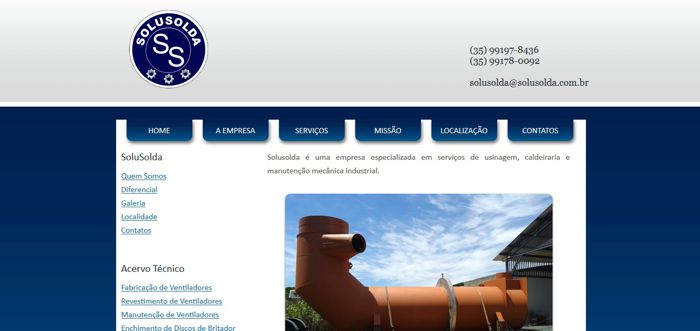 SOLUSOLDA
SS
(35) 99197-8436
(35) 99178-0092
solusolda@solusolda.com.br
HOME
A EMPRESA
SERVIÇOS
MISSÃO
LOCALIZAÇÃO
CONTATOS
SoluSolda
Quem Somos
Diferencial
Galeria
Localidade
Contatos
Acervo Técnico
Fabricação de Ventiladores
Revestimento de Ventiladores
Manutenção de Ventiladores
Enchimento de Discos de Britador
Solusolda é uma empresa especializada em serviços de usinagem, caldeiraria e
manutenção mecânica industrial.